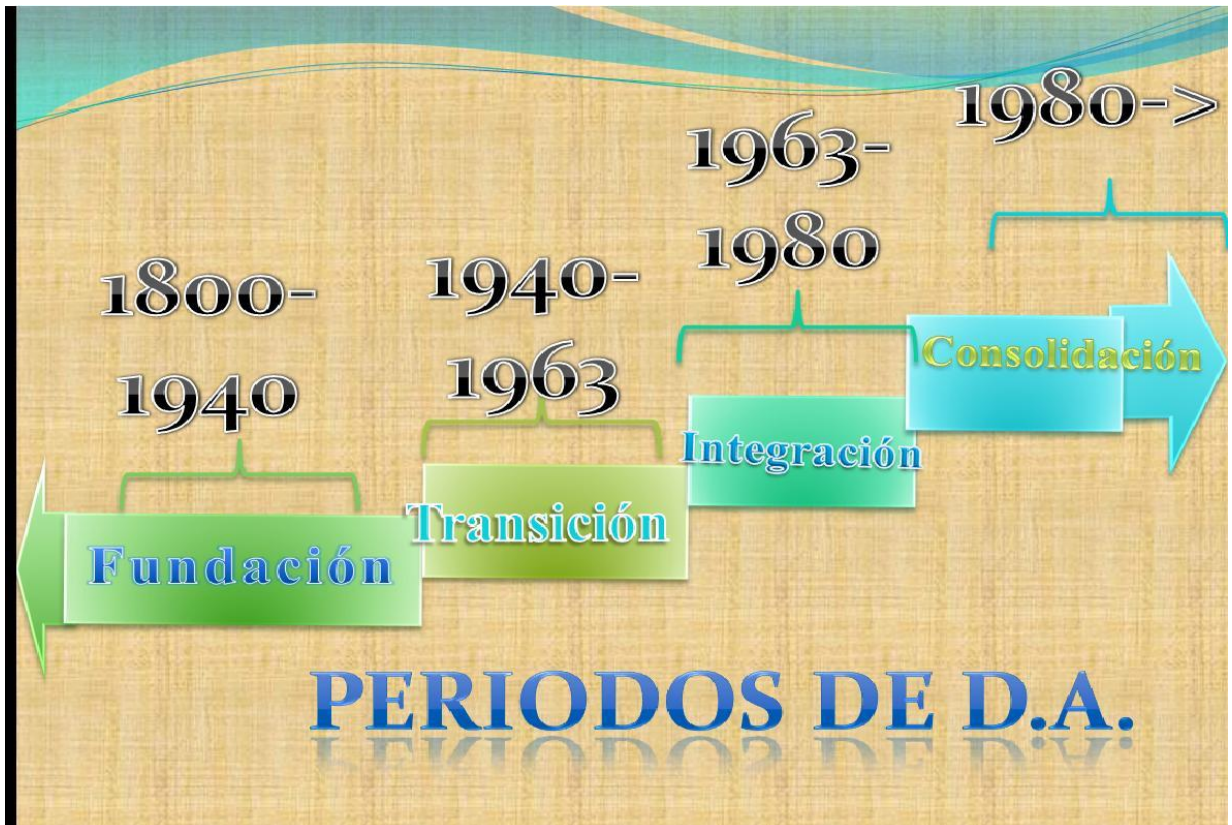 1800-
1940
Fundación
1940-
1963
Transición
1963-
1980
Integración
1980->
Consolidación
PERIODOS DE D.A.